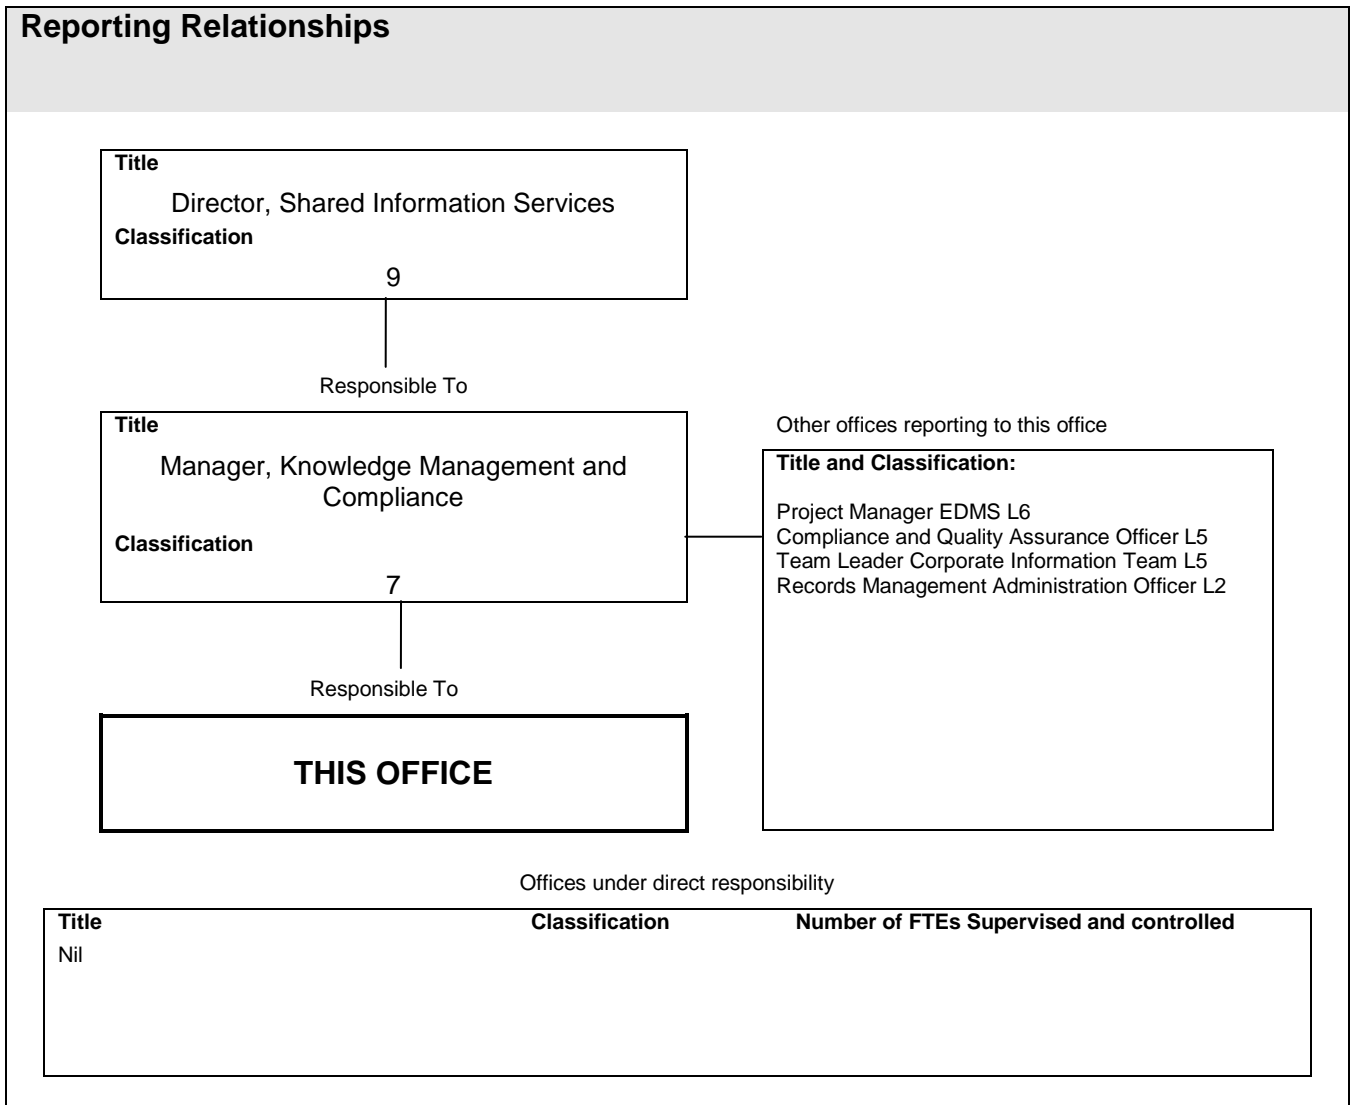 Reporting Relationships
Title
Director, Shared Information Services
Classification
9
Responsible To
Title
Manager, Knowledge Management and
Compliance
Classification
7
Other offices reporting to this office
Title and Classification:
Project Manager EDMS L6
Compliance and Quality Assurance Officer L5
Team Leader Corporate Information Team L5
Records Management Administration Officer L2
Responsible To
THIS OFFICE
Offices under direct responsibility
Title Classification Number of FTEs Supervised and controlled
Nil